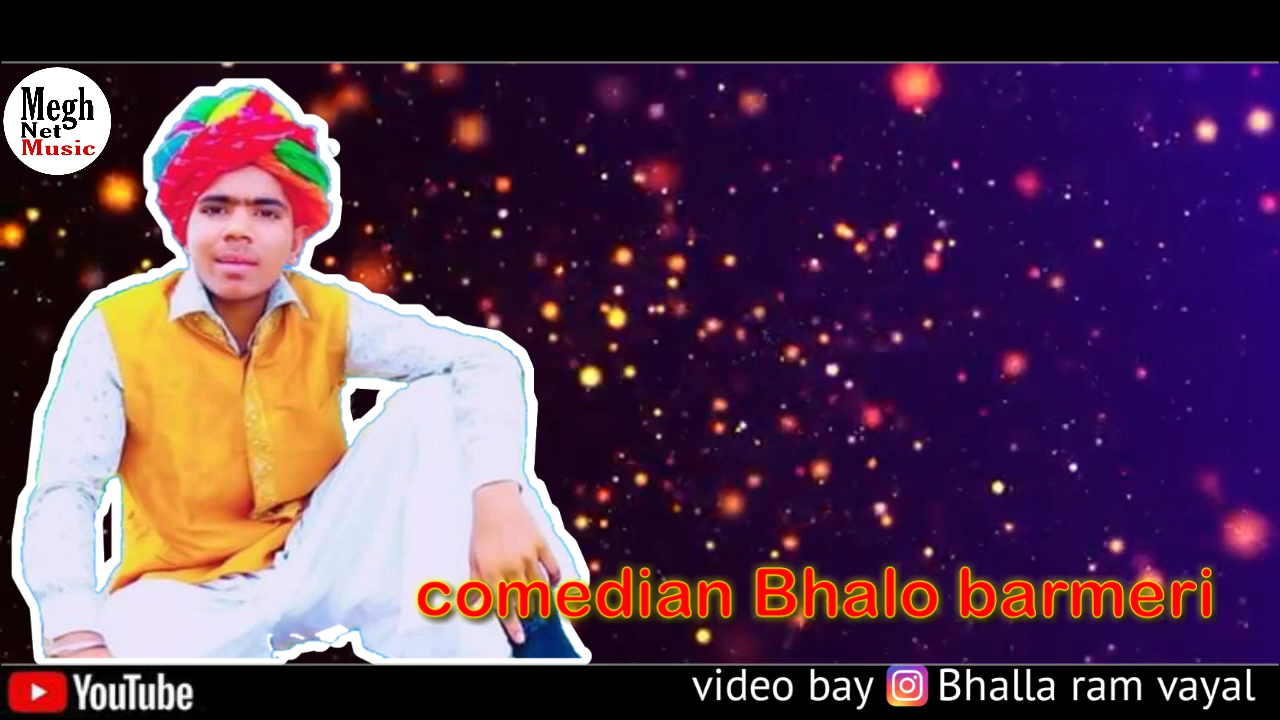 Megh
Net
Music
comedian Bhalo barmeri
YouTube
video bay Bhalla ram vayal